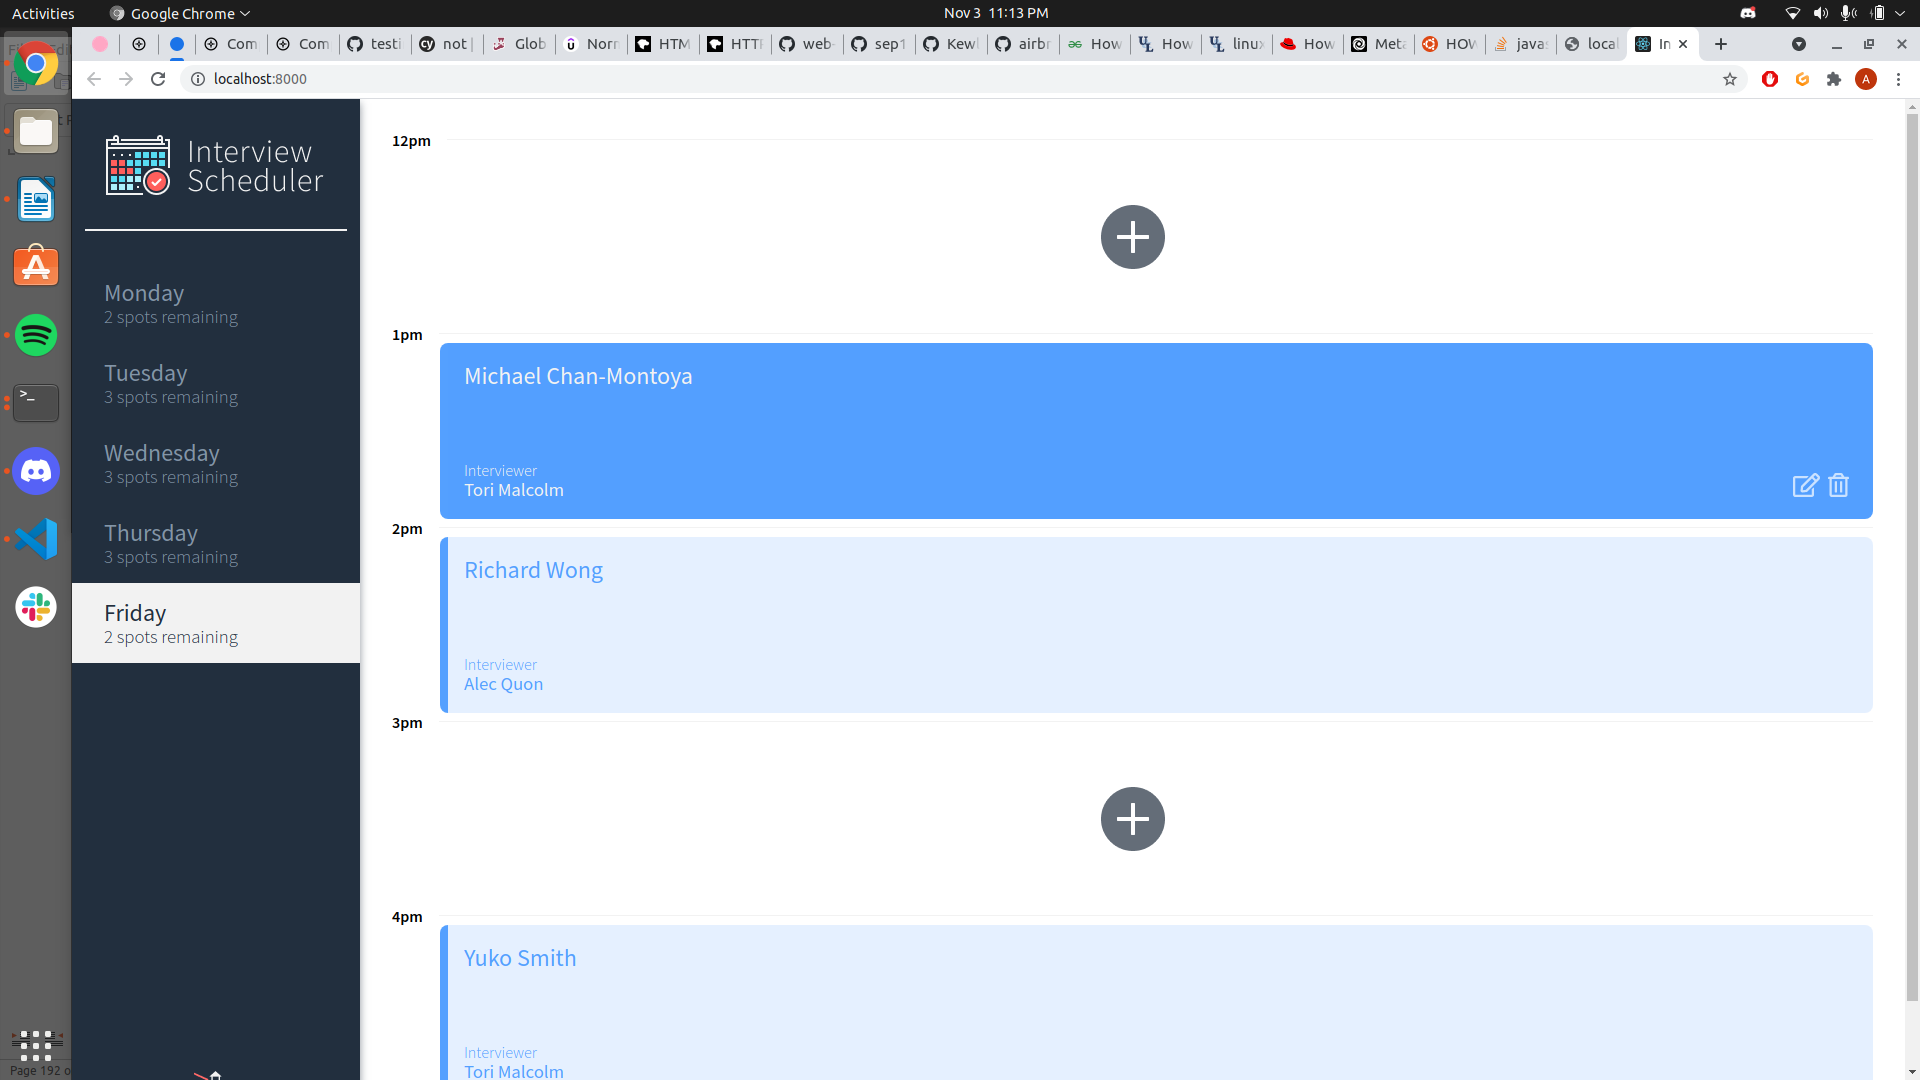 Activities
Google Chrome
Nov 3 11:13 PM
Com
Com
testi
not |
Glob
Norm
HTM
HTTP
web-
sep1
Kewl
airbr
How
How
linux
How
Meta
HOW
javas
local
In
localhost:8000
A
Interview
Scheduler
Monday
2 spots remaining
Tuesday
3 spots remaining
Wednesday
3 spots remaining
Thursday
3 spots remaining
Friday
2 spots remaining
12pm
1pm
Michael Chan-Montoya
Interviewer
Tori Malcolm
2pm
Richard Wong
Interviewer
Alec Quon
3pm
4pm
Yuko Smith
Interviewer
Tori Malcolm
Page 192 o